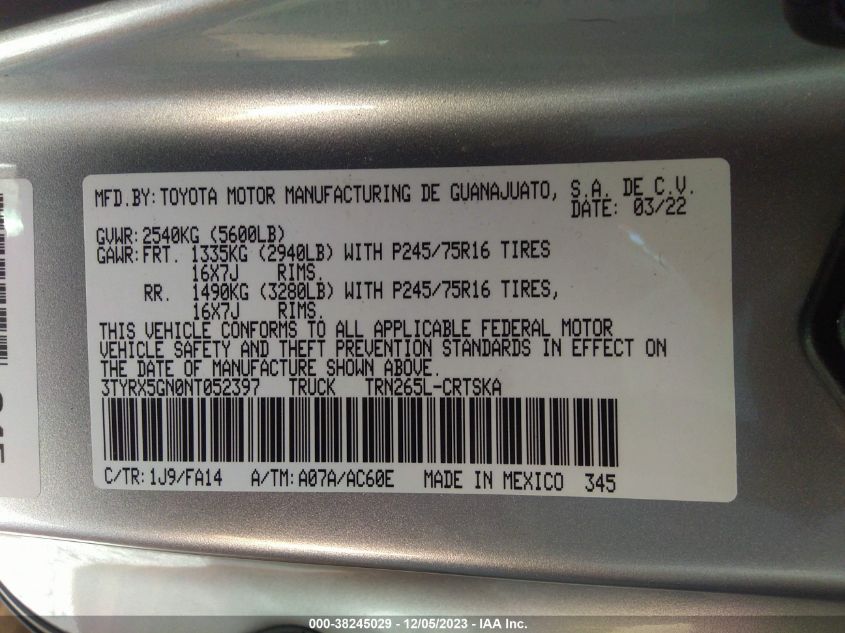 MFD.BY: TOYOTA MOTOR MANUFACTURING DE GUANAJUATO, S.A. DE C.V.
DATE: 03/22
GVWR: 2540KG (5600LB)
GAWR: FRT. 1335KG (2940LB) WITH P245/75R16 TIRES
16X7J RIMS.
RR. 1490KG (3280LB) WITH P245/75R16 TIRES,
16X7J RIMS.
THIS VEHICLE CONFORMS TO ALL APPLICABLE FEDERAL MOTOR
VEHICLE SAFETY AND THEFT PREVENTION STANDARDS IN EFFECT ON
THE DATE OF MANUFACTURE SHOWN ABOVE.
3TYRX5GN0NT052397 TRUCK TRN265L-CRTSKA
C/TR: 1J9/FA14 A/TM: A07A/AC60E MADE IN MEXICO 345
000-38245029 - 12/05/2023 - IAA Inc.